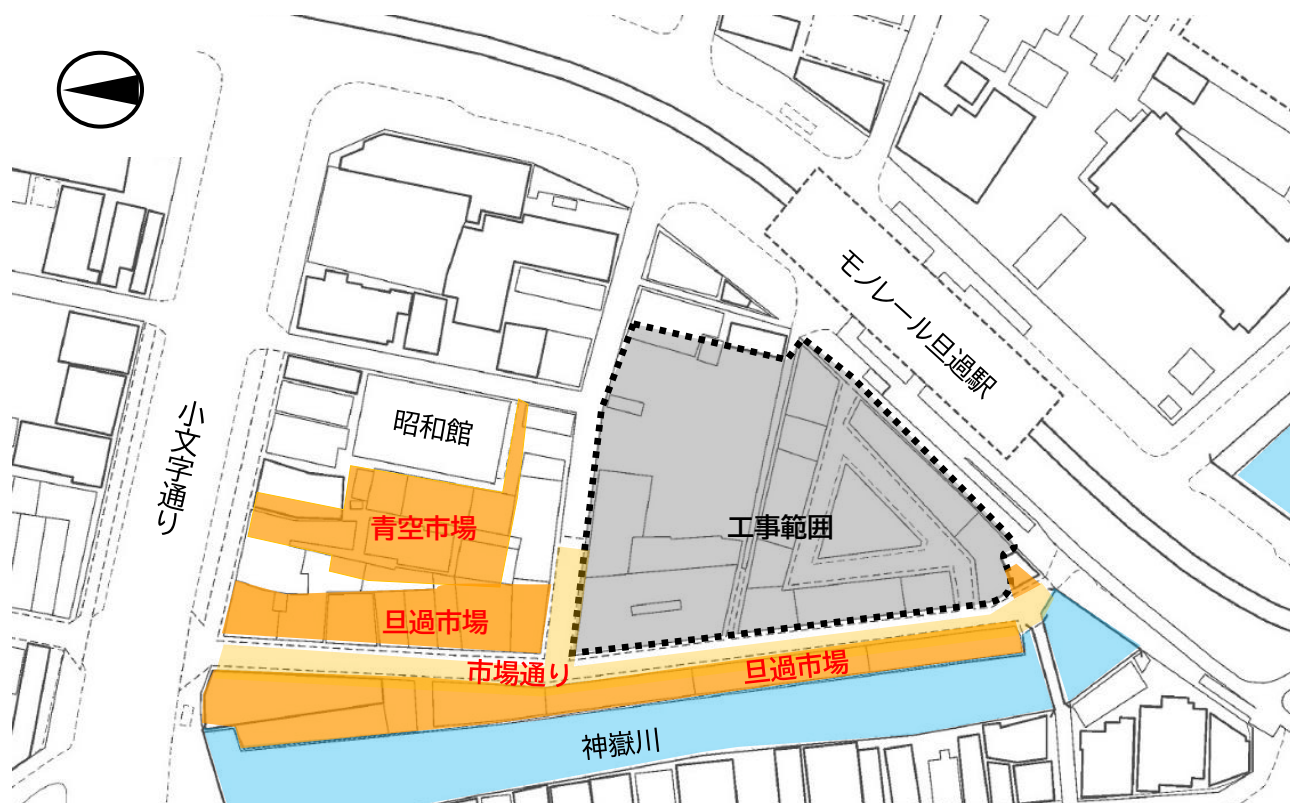 モノレール旦過駅
小文字通り
昭和館
青空市場
工事範囲
旦過市場
市場通り
旦過市場
神嶽川